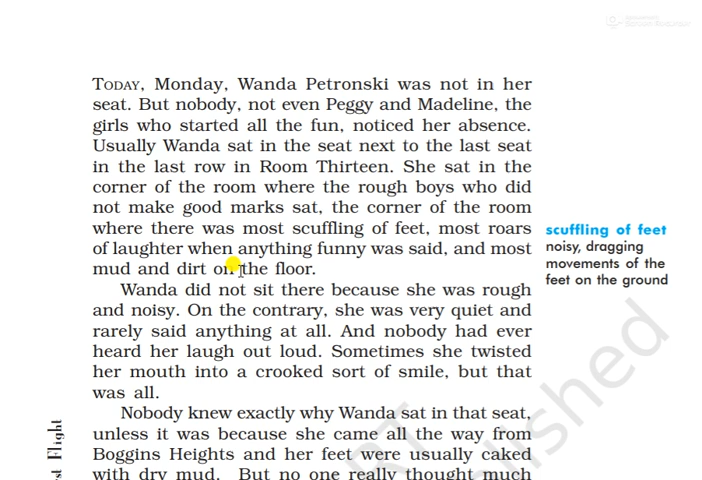 TODAY, Monday, Wanda Petronski was not in her
seat. But nobody, not even Peggy and Madeline, the
girls who started all the fun, noticed her absence.
Usually Wanda sat in the seat next to the last seat
in the last row in Room Thirteen. She sat in the
corner of the room where the rough boys who did
not make good marks sat, the corner of the room
where there was most scuffling of feet, most roars
of laughter when anything funny was said, and most
mud and dirt on the floor.
scuffling of feet
noisy, dragging
movements of the
feet on the ground
Wanda did not sit there because she was rough
and noisy. On the contrary, she was very quiet and
rarely said anything at all. And nobody had ever
heard her laugh out loud. Sometimes she twisted
her mouth into a crooked sort of smile, but that
was all.
Nobody knew exactly why Wanda sat in that seat,
unless it was because she came all the way from
Boggins Heights and her feet were usually caked
with dry mud. But no one really thought much
Flight